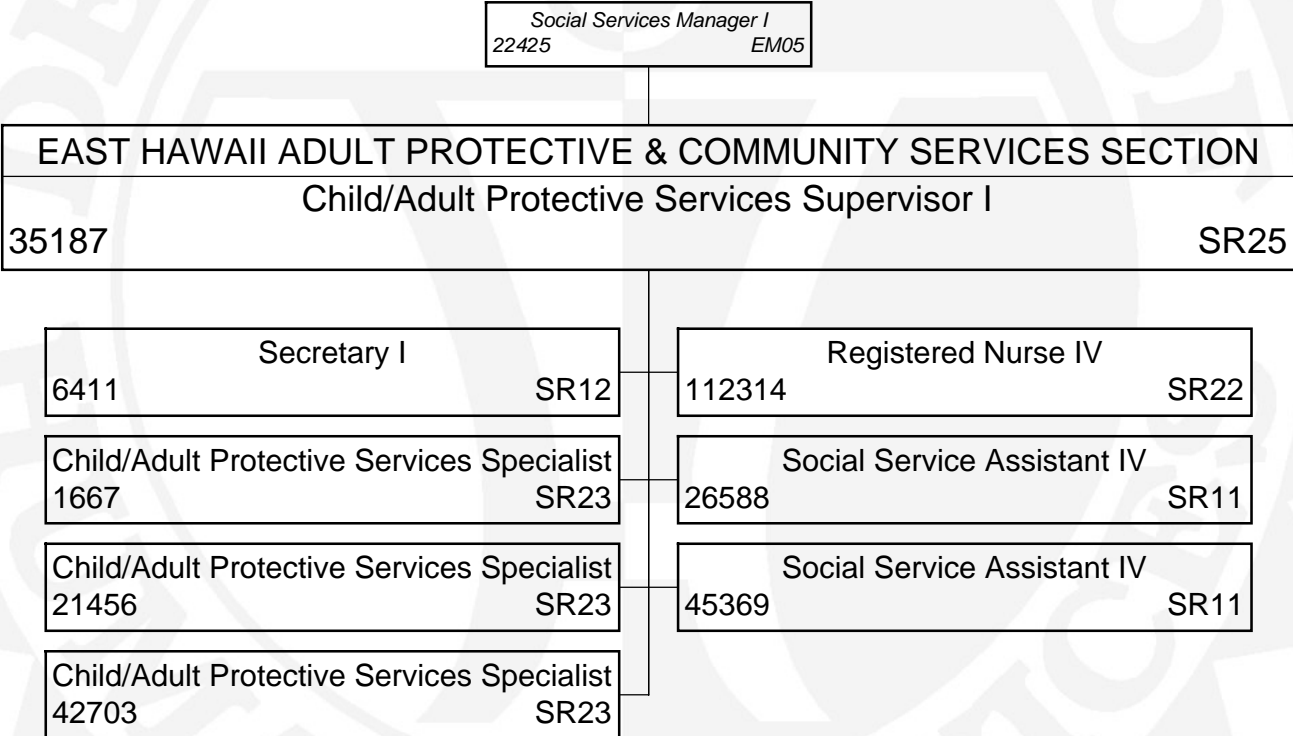 Social Services Manager I
22425 EM05
EAST HAWAII ADULT PROTECTIVE & COMMUNITY SERVICES SECTION
Child/Adult Protective Services Supervisor I
35187 SR25
Secretary I
6411 SR12
Registered Nurse IV
112314 SR22
Child/Adult Protective Services Specialist
1667 SR23
Social Service Assistant IV
26588 SR11
Child/Adult Protective Services Specialist
21456 SR23
Social Service Assistant IV
45369 SR11
Child/Adult Protective Services Specialist
42703 SR23